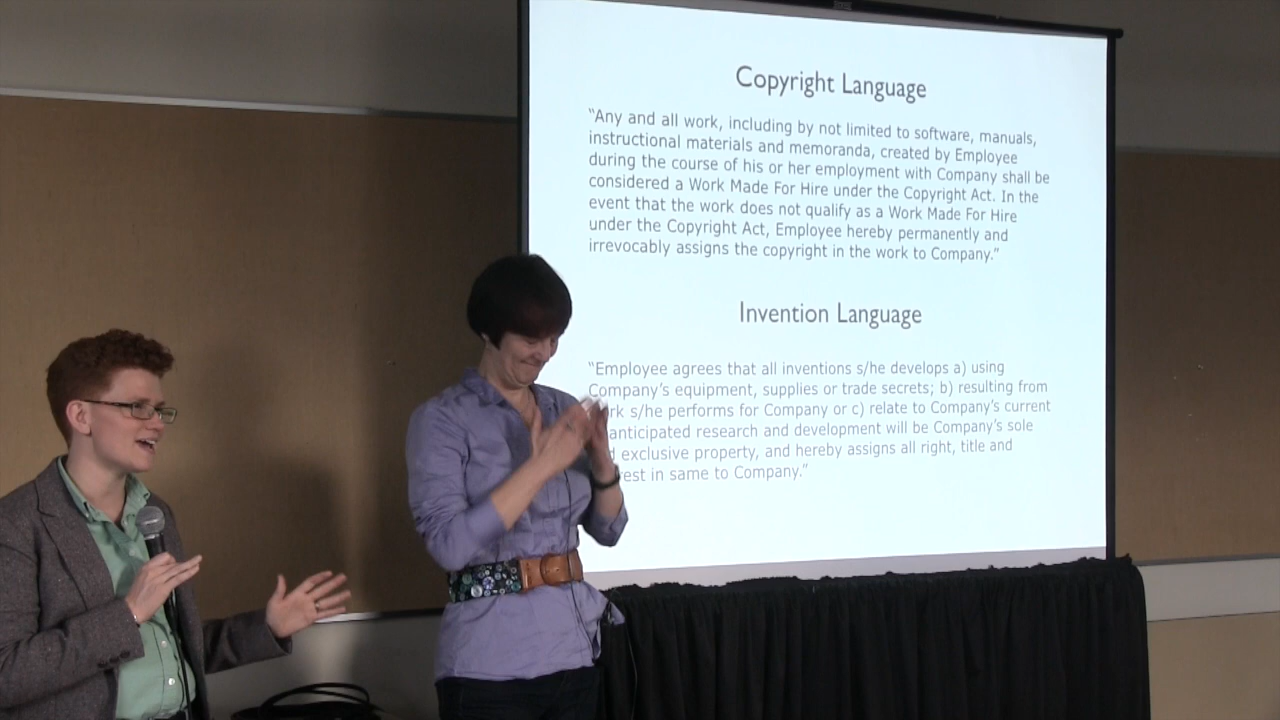 Copyright Language
“Any and all work, including by not limited to software, manuals,
instructional materials and memoranda, created by Employee
during the course of his or her employment with Company shall be
considered a Work Made For Hire under the Copyright Act. In the
event that the work does not qualify as a Work Made For Hire
under the Copyright Act, Employee hereby permanently and
irrevocably assigns the copyright in the work to Company.”
Invention Language
“Employee agrees that all inventions s/he develops a) using
Company’s equipment, supplies or trade secrets; b) resulting from
s/he performs for Company or c) relate to Company’s current
anticipated research and development will be Company’s sole
exclusive property, and hereby assigns all right, title and
in same to Company.”